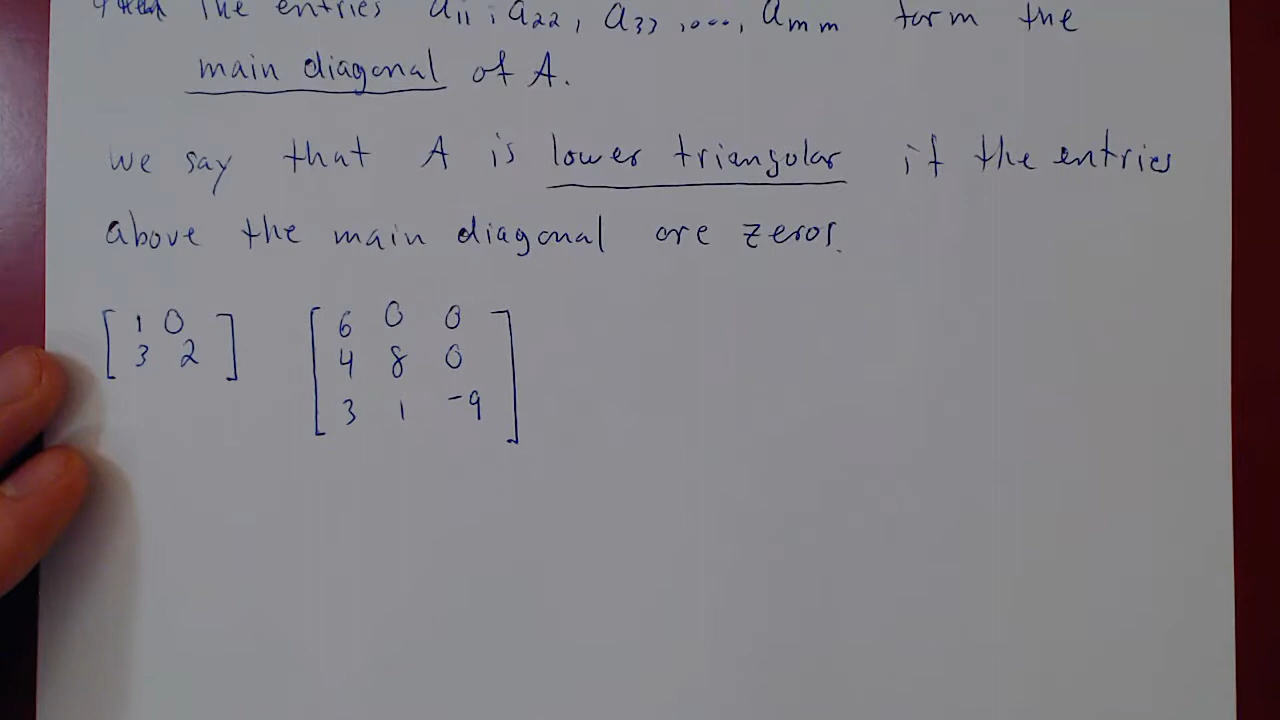 The entries a11, a22, a33, ..., amm form the
main diagonal of A.
we say that A is lower triangular if the entries
above the main diagonal are zeros.
[ 1 0 [ 6 0 0
3 2 ] 4 8 0
3 1 -9 ]